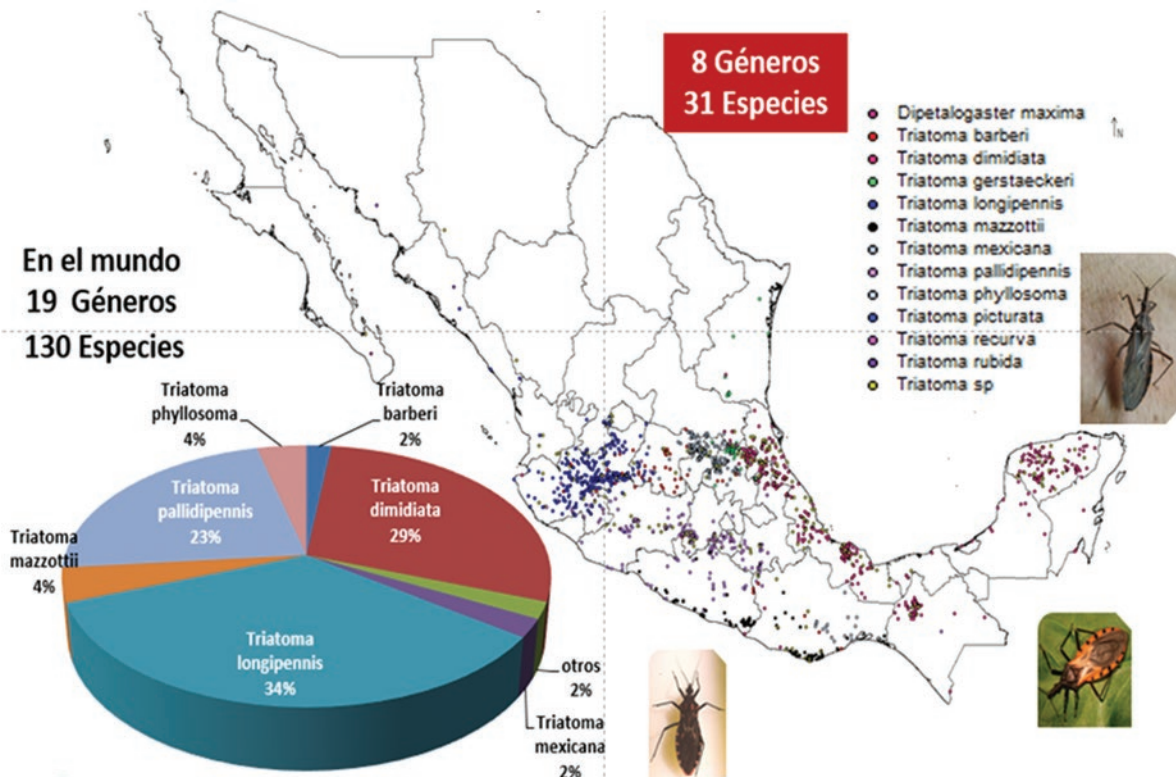 8 Géneros
31 Especies
Dipetalogaster maxima
Triatoma barberi
Triatoma dimidiata
Triatoma gerstaeckeri
Triatoma longipennis
Triatoma mazzottii
Triatoma mexicana
Triatoma pallidipennis
Triatoma phyllosoma
Triatoma picturata
Triatoma recurva
Triatoma rubida
Triatoma sp
N
En el mundo
19 Géneros
130 Especies
Triatoma
phyllosoma
4%
Triatoma
barberi
2%
Triatoma
pallidipennis
23%
Triatoma
dimidiata
29%
Triatoma
mazzottii
4%
Triatoma
longipennis
34%
otros
2%
Triatoma
mexicana
2%